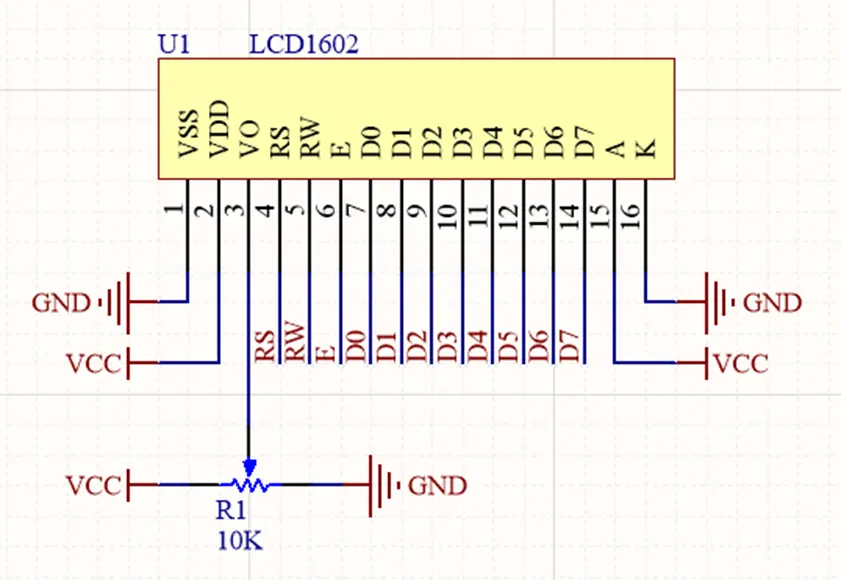 U1 LCD1602
VSS VDD VO RS RW E D0 D1 D2 D3 D4 D5 D6 D7 A K
1 2 3 4 5 6 7 8 9 10 11 12 13 14 15 16
GND GND
RS RW E D0 D1 D2 D3 D4 D5 D6 D7
VCC VCC
VCC GND
R1
10K